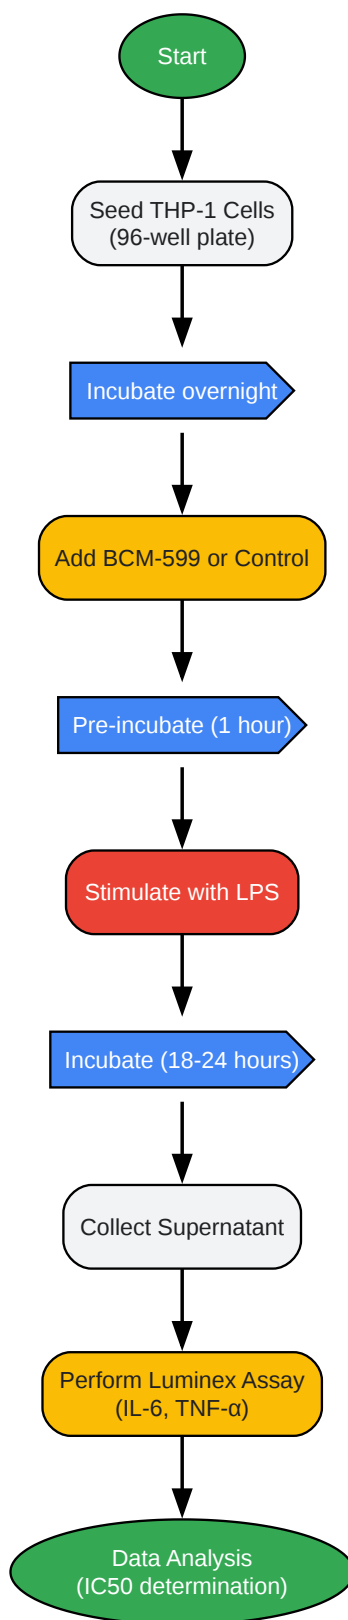 Start
Seed THP-1 Cells
(96-well plate)
Incubate overnight
Add BCM-599 or Control
Pre-incubate (1 hour)
Stimulate with LPS
Incubate (18-24 hours)
Collect Supernatant
Perform Luminex Assay
(IL-6, TNF-α)
Data Analysis
(IC50 determination)